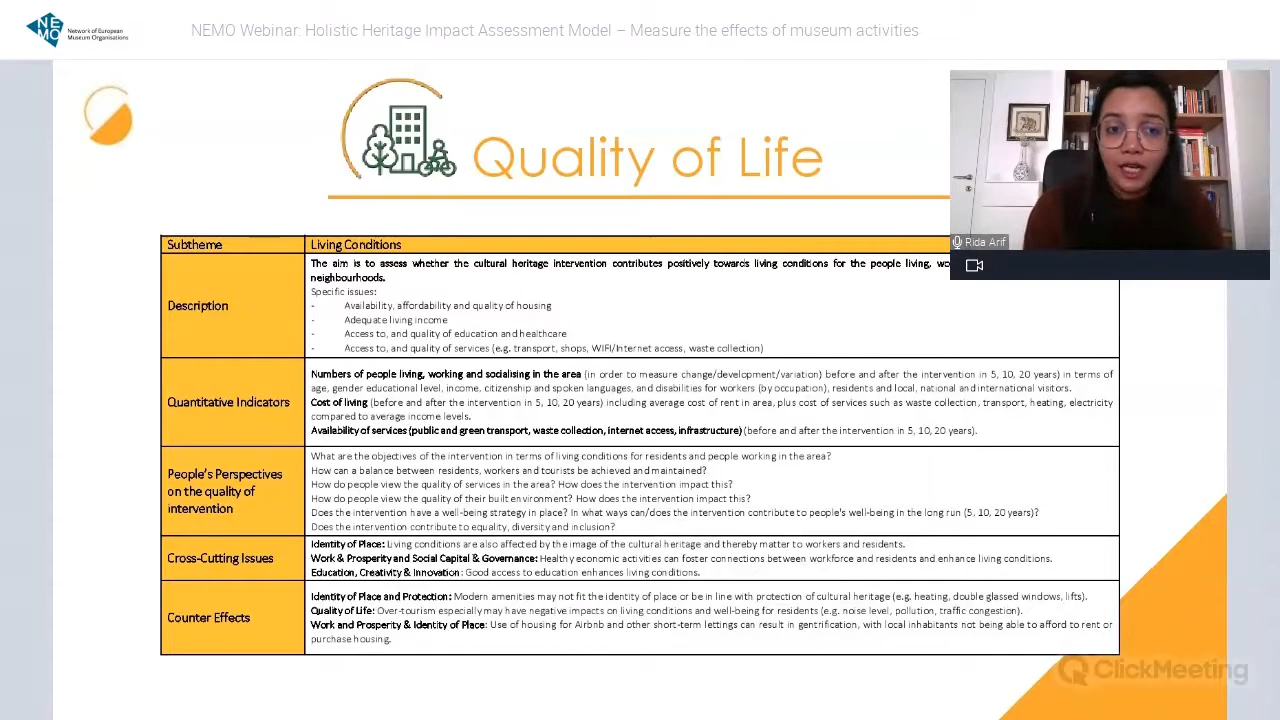 NEMO
Network of European
Museum Organisations
NEMO Webinar: Holistic Heritage Impact Assessment Model – Measure the effects of museum activities
Quality of Life
Rida Arif
Subtheme
Living Conditions
Description
The aim is to assess whether the cultural heritage intervention contributes positively towards living conditions for the people living,
neighbourhoods.
Specific issues:
- Availability, affordability and quality of housing
- Adequate living income
- Access to, and quality of education and healthcare
- Access to, and quality of services (e.g. transport, shops, WIFI/Internet access, waste collection)
Quantitative Indicators
Numbers of people living, working and socialising in the area (in order to measure change/development/variation) before and after the intervention in 5, 10, 20 years) in terms of
age, gender educational level, income, citizenship and spoken languages, and disabilities for workers (by occupation), residents and local, national and international visitors.
Cost of living (before and after the intervention in 5, 10, 20 years) including average cost of rent in area, plus cost of services such as waste collection, transport, heating, electricity
compared to average income levels.
Availability of services (public and green transport, waste collection, internet access, infrastructure) (before and after the intervention in 5, 10, 20 years).
People's Perspectives
on the quality of
intervention
What are the objectives of the intervention in terms of living conditions for residents and people working in the area?
How can a balance between residents, workers and tourists be achieved and maintained?
How do people view the quality of services in the area? How does the intervention impact this?
How do people view the quality of their built environment? How does the intervention impact this?
Does the intervention have a well-being strategy in place? In what ways can/does the intervention contribute to people's well-being in the long run (5, 10, 20 years)?
Does the intervention contribute to equality, diversity and inclusion?
Cross-Cutting Issues
Identity of Place: Living conditions are also affected by the image of the cultural heritage and thereby matter to workers and residents.
Work & Prosperity and Social Capital & Governance: Healthy economic activities can foster connections between workforce and residents and enhance living conditions.
Education, Creativity & Innovation: Good access to education enhances living conditions.
Counter Effects
Identity of Place and Protection: Modern amenities may not fit the identity of place or be in line with protection of cultural heritage (e.g, heating, double glassed windows, lifts).
Quality of Life: Over-tourism especially may have negative impacts on living conditions and well-being for residents (e.g. noise level, pollution, traffic congestion).
Work and Prosperity & Identity of Place: Use of housing for Airbnb and other short-term lettings can result in gentrification, with local inhabitants not being able to afford to rent or
purchase housing.
ClickMeeting